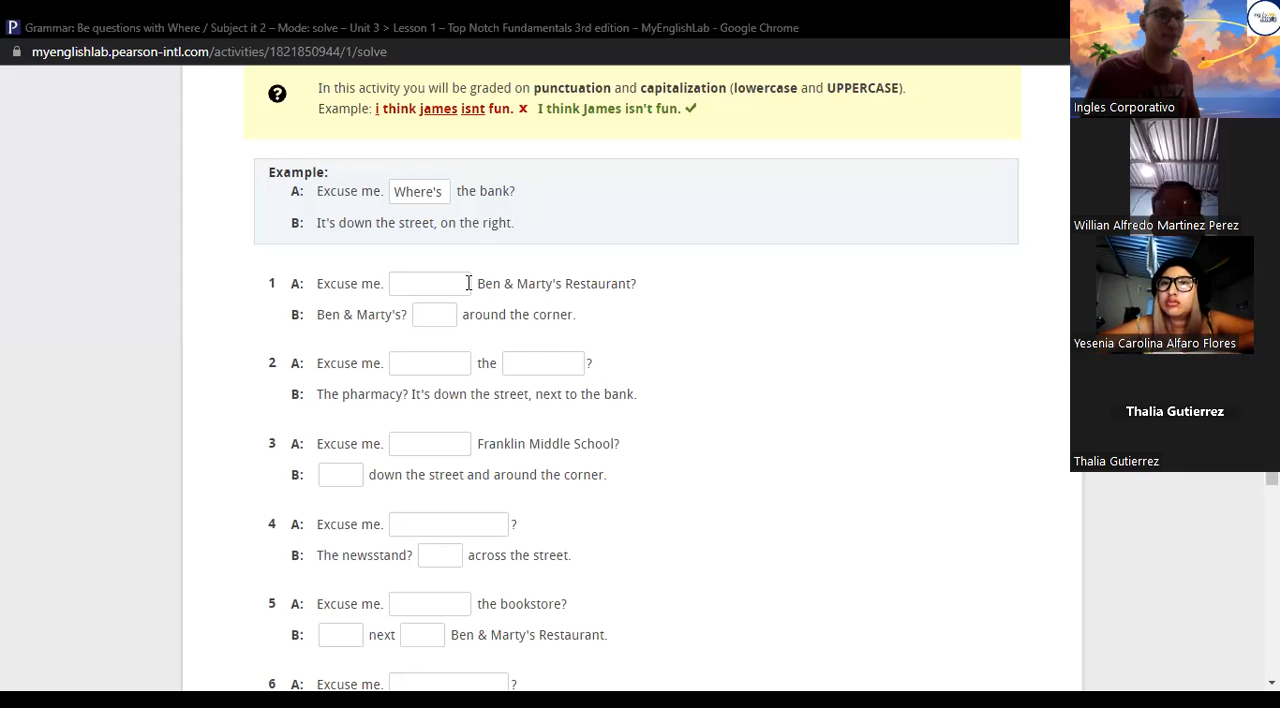 Grammar: Be questions with Where / Subject it 2 – Mode: solve – Unit 3 > Lesson 1 – Top Notch Fundamentals 3rd edition – MyEnglishLab - Google Chrome
myenglishlab.pearson-intl.com/activities/1821850944/1/solve
In this activity you will be graded on punctuation and capitalization (lowercase and UPPERCASE).
Example: i think james isnt fun. ✗ I think James isn't fun. ✓
Example:
A: Excuse me. Where's the bank?
B: It's down the street, on the right.
1 A: Excuse me. Ben & Marty's Restaurant?
B: Ben & Marty's? around the corner.
2 A: Excuse me. the ?
B: The pharmacy? It's down the street, next to the bank.
3 A: Excuse me. Franklin Middle School?
B: down the street and around the corner.
4 A: Excuse me. ?
B: The newsstand? across the street.
5 A: Excuse me. the bookstore?
B: next Ben & Marty's Restaurant.
6 A: Excuse me. ?
Ingles Corporativo
Willian Alfredo Martinez Perez
Yesenia Carolina Alfaro Flores
Thalia Gutierrez
Thalia Gutierrez